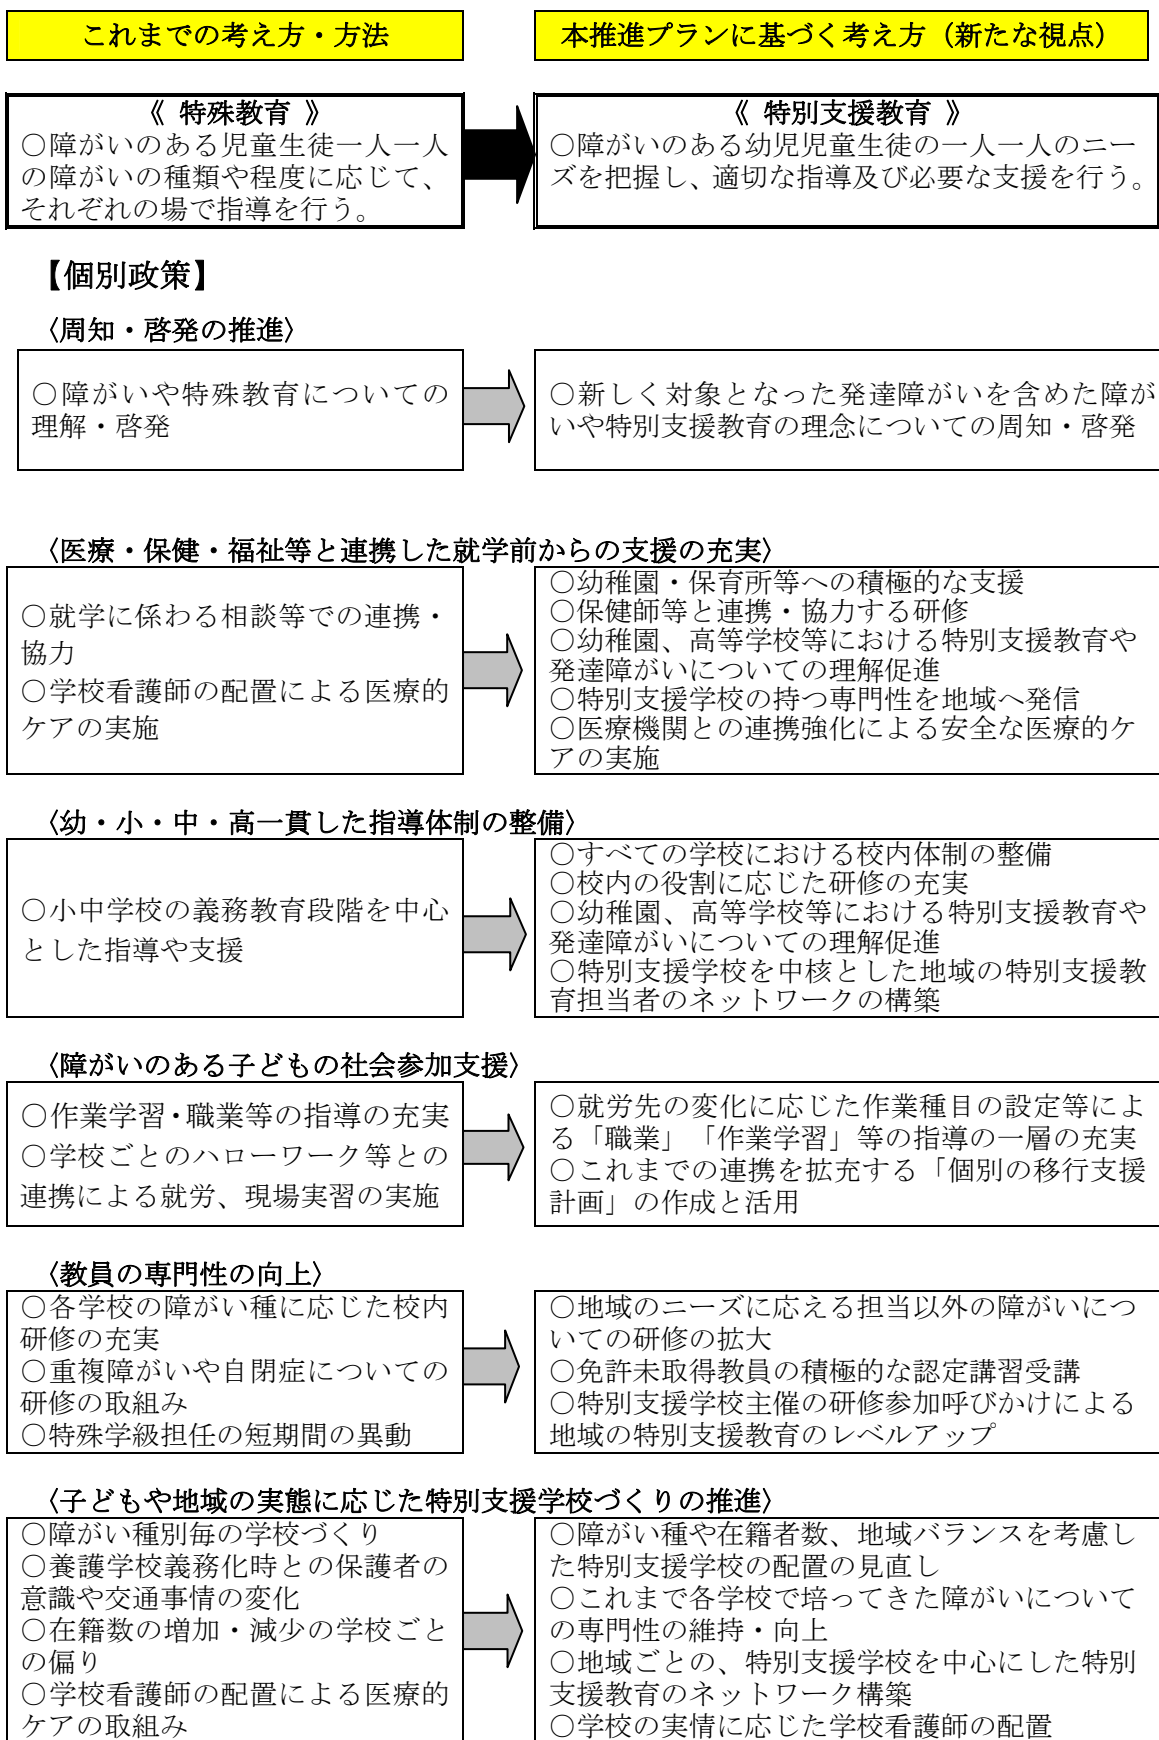 これまでの考え方・方法
本推進プランに基づく考え方（新たな視点）
《 特殊教育 》
○障がいのある児童生徒一人一人
の障がいの種類や程度に応じて、
それぞれの場で指導を行う。
《 特別支援教育 》
○障がいのある幼児児童生徒の一人一人のニー
ズを把握し、適切な指導及び必要な支援を行う。
【個別政策】
〈周知・啓発の推進〉
○障がいや特殊教育についての
理解・啓発
○新しく対象となった発達障がいを含めた障が
いや特別支援教育の理念についての周知・啓発
〈医療・保健・福祉等と連携した就学前からの支援の充実〉
○就学に係わる相談等での連携・
協力
○学校看護師の配置による医療的
ケアの実施
○幼稚園・保育所等への積極的な支援
○保健師等と連携・協力する研修
○幼稚園、高等学校等における特別支援教育や
発達障がいについての理解促進
○特別支援学校の持つ専門性を地域へ発信
○医療機関との連携強化による安全な医療的ケ
アの実施
〈幼・小・中・高一貫した指導体制の整備〉
○小中学校の義務教育段階を中心
とした指導や支援
○すべての学校における校内体制の整備
○校内の役割に応じた研修の充実
○幼稚園、高等学校等における特別支援教育や
発達障がいについての理解促進
○特別支援学校を中核とした地域の特別支援教
育担当者のネットワークの構築
〈障がいのある子どもの社会参加支援〉
○作業学習・職業等の指導の充実
○学校ごとのハローワーク等との
連携による就労、現場実習の実施
○就労先の変化に応じた作業種目の設定等によ
る「職業」「作業学習」等の指導の一層の充実
○これまでの連携を拡充する「個別の移行支援
計画」の作成と活用
〈教員の専門性の向上〉
○各学校の障がい種に応じた校内
研修の充実
○重複障がいや自閉症についての
研修の取組み
○特殊学級担任の短期間の異動
○地域のニーズに応える担当以外の障がいにつ
いての研修の拡大
○免許未取得教員の積極的な認定講習受講
○特別支援学校主催の研修参加呼びかけによる
地域の特別支援教育のレベルアップ
〈子どもや地域の実態に応じた特別支援学校づくりの推進〉
○障がい種別毎の学校づくり
○養護学校義務化時との保護者の
意識や交通事情の変化
○在籍数の増加・減少の学校ごと
の偏り
○学校看護師の配置による医療的
ケアの取組み
○障がい種や在籍者数、地域バランスを考慮し
た特別支援学校の配置の見直し
○これまで各学校で培ってきた障がいについて
の専門性の維持・向上
○地域ごとの、特別支援学校を中心にした特別
支援教育のネットワーク構築
○学校の実情に応じた学校看護師の配置